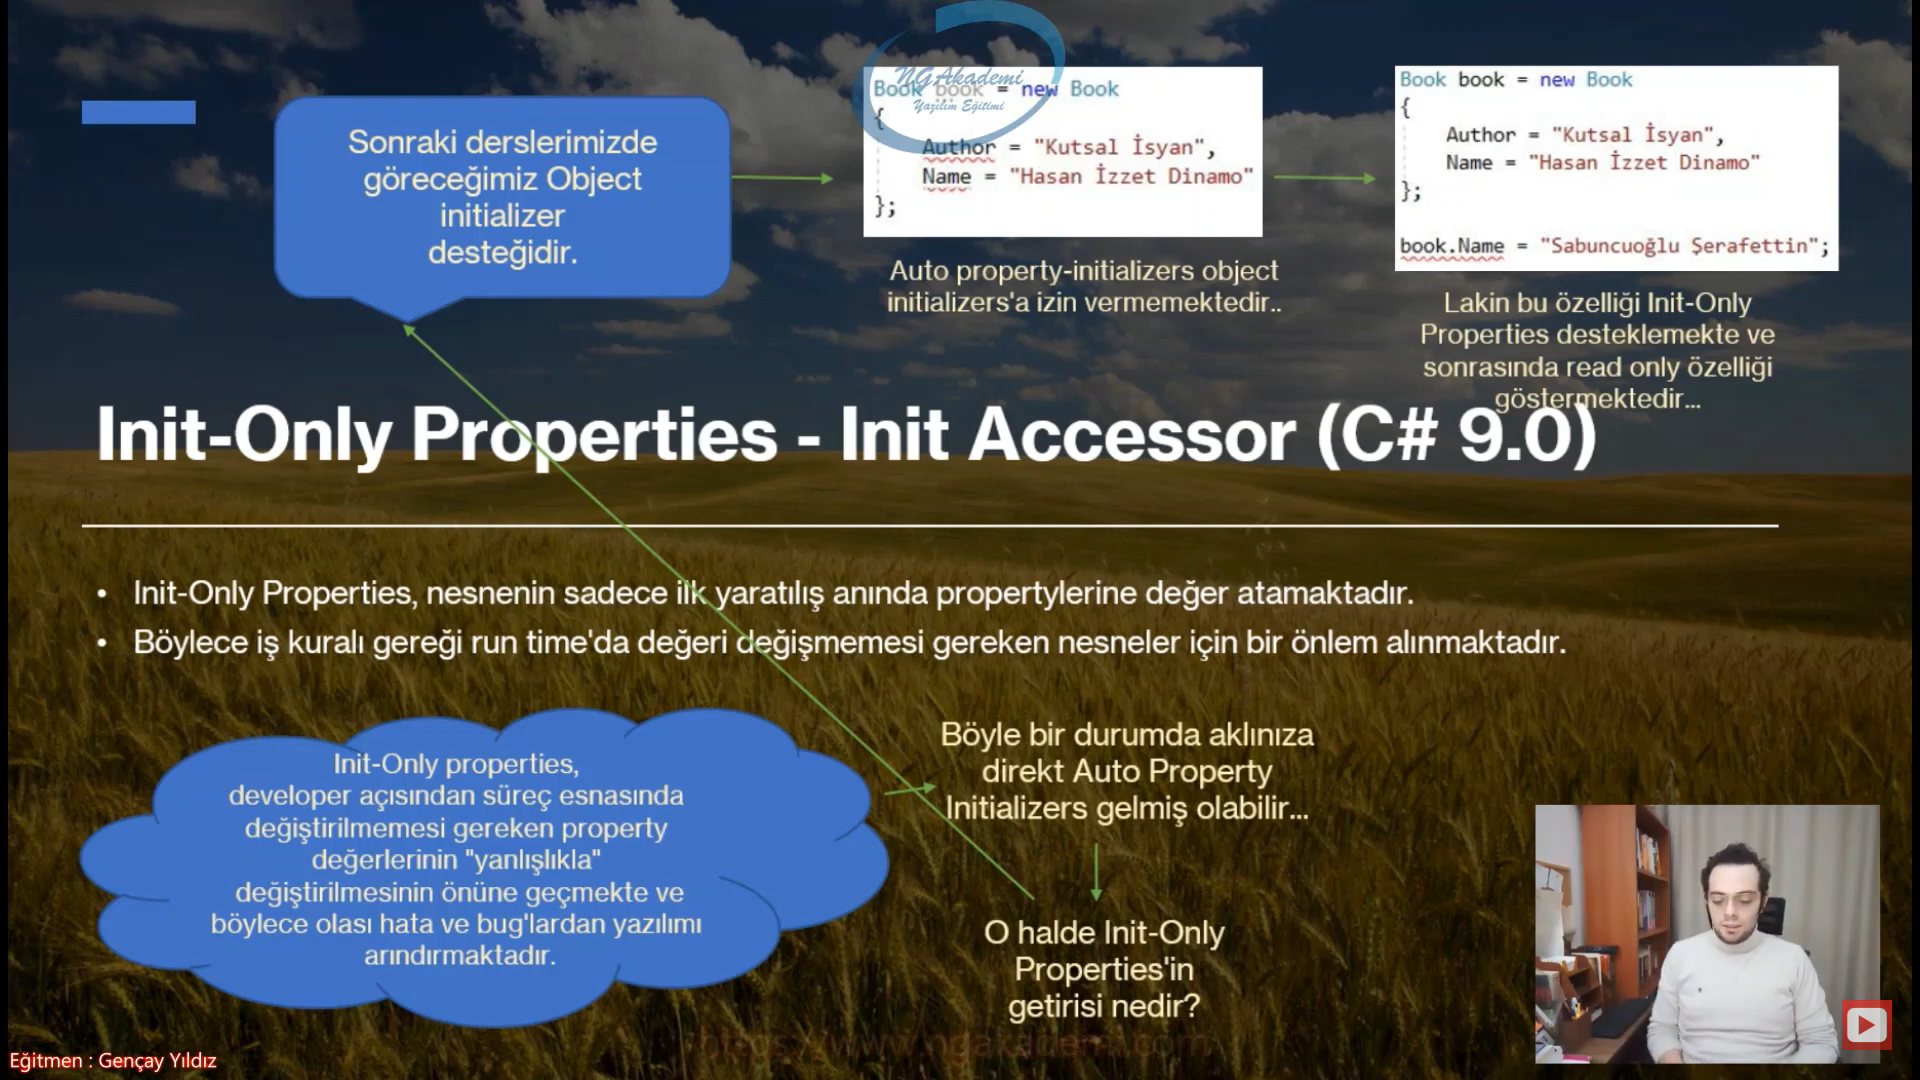 NGAkademi
Yazılım Eğitimi
Sonraki derslerimizde
göreceğimiz Object
initializer
desteğidir.
Book book = new Book
{
Author = "Kutsal İsyan",
Name = "Hasan İzzet Dinamo"
};
Auto property-initializers object
initializers'a izin vermemektedir..
Book book = new Book
{
Author = "Kutsal İsyan",
Name = "Hasan İzzet Dinamo"
};
book.Name = "Sabuncuoğlu Şerafettin";
Lakin bu özelliği Init-Only
Properties desteklemekte ve
sonrasında read only özelliği
göstermektedir...
Init-Only Properties - Init Accessor (C# 9.0)
• Init-Only Properties, nesnenin sadece ilk yaratılış anında propertylerine değer atamaktadır.
• Böylece iş kuralı gereği run time'da değeri değişmemesi gereken nesneler için bir önlem alınmaktadır.
Init-Only properties,
developer açısından süreç esnasında
değiştirilmemesi gereken property
değerlerinin "yanlışlıkla"
değiştirilmesinin önüne geçmekte ve
böylece olası hata ve bug'lardan yazılımı
arındırmaktadır.
Böyle bir durumda aklınıza
direkt Auto Property
Initializers gelmiş olabilir...
O halde Init-Only
Properties'in
getirisi nedir?
https://www.ngakademi.com
Eğitmen : Gençay Yıldız